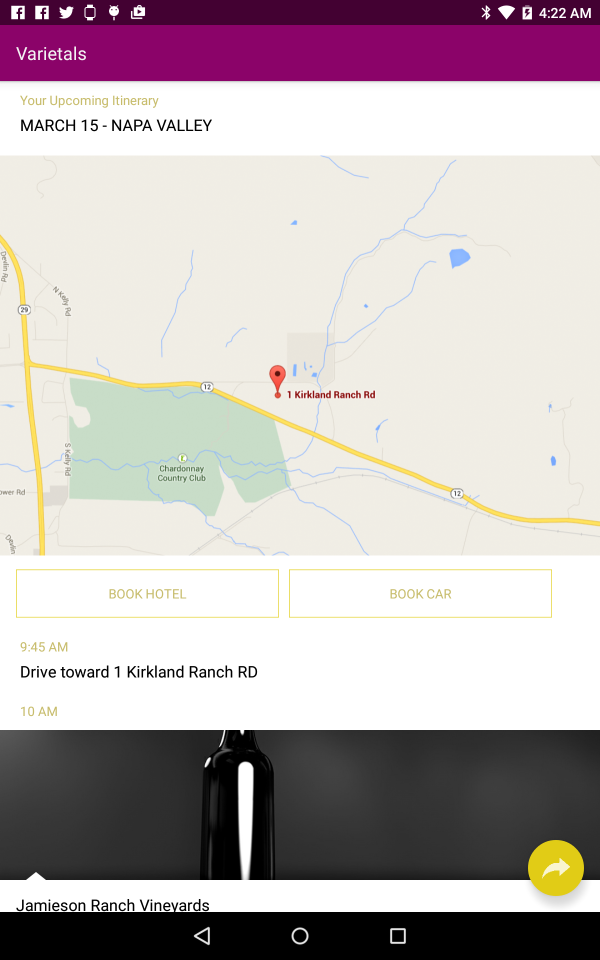 4:22 AM
Varietals
Your Upcoming Itinerary
MARCH 15 - NAPA VALLEY
Devlin Rd
N Kelly Rd
29
12
1 Kirkland Ranch Rd
S Kelly Rd
Chardonnay
Country Club
12
ower Rd
Devlin
BOOK HOTEL
BOOK CAR
9:45 AM
Drive toward 1 Kirkland Ranch RD
10 AM
Jamieson Ranch Vineyards